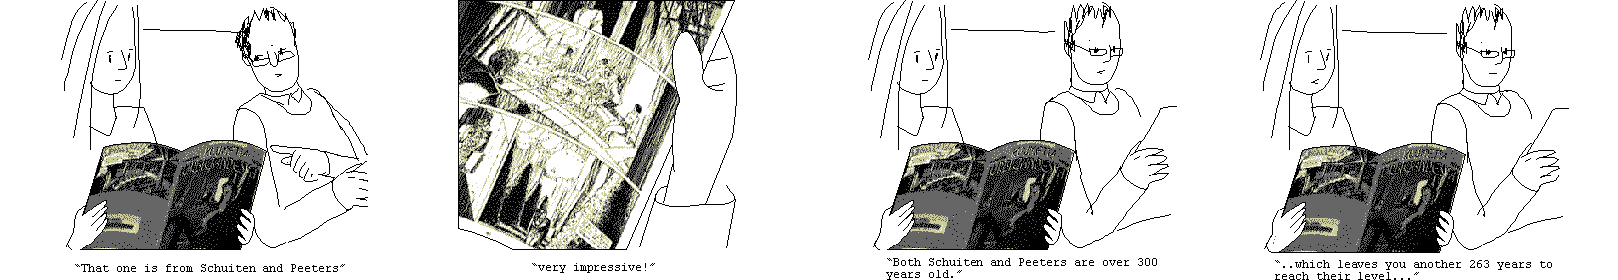 "That one is from Schuiten and Peeters"
"very impressive!"
"Both Schuiten and Peeters are over 300
years old."
"..which leaves you another 263 years to
reach their level..."